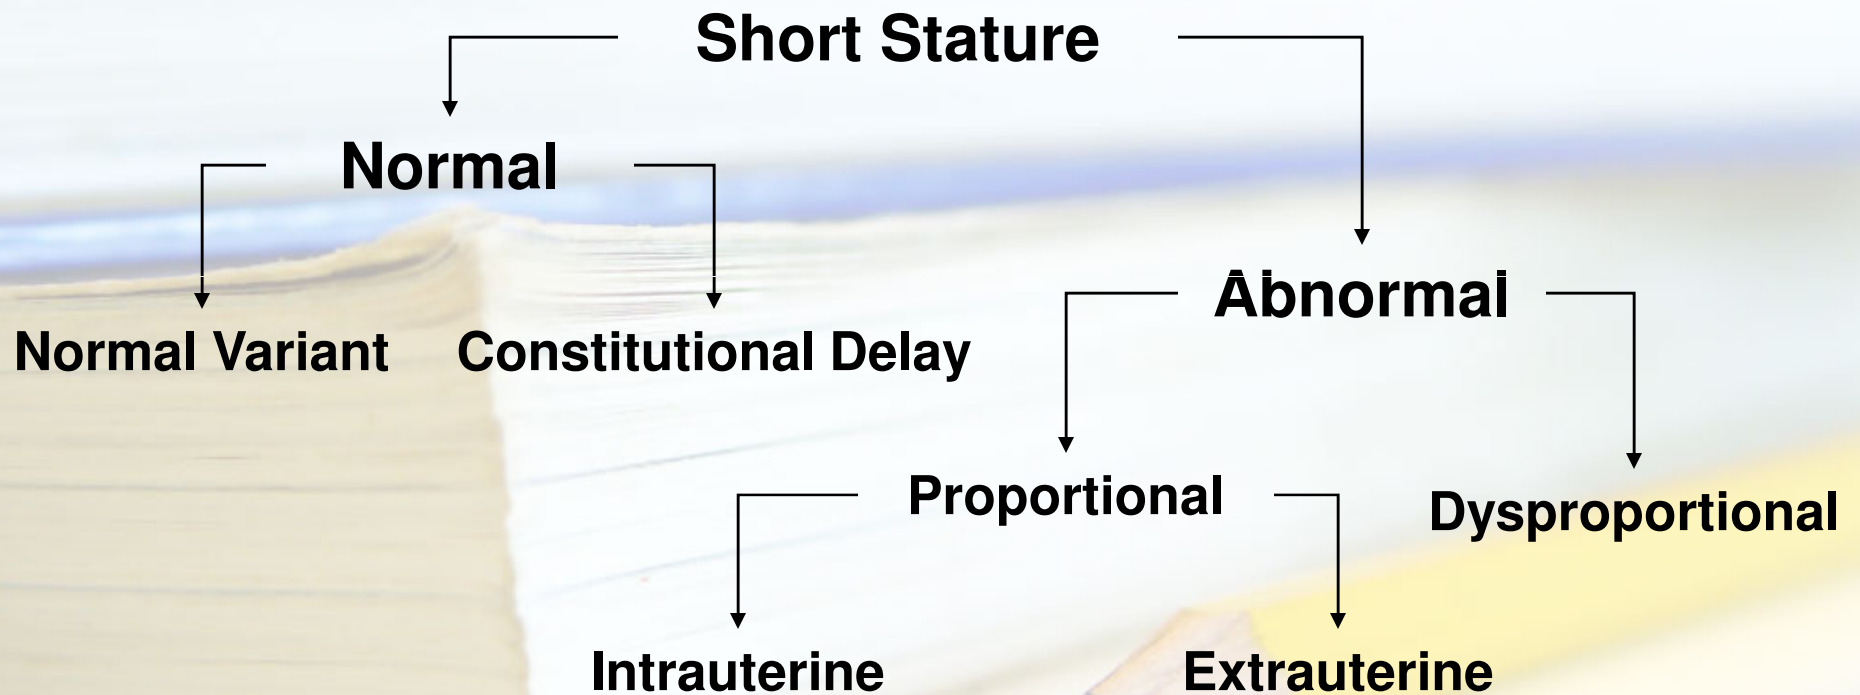 Short Stature
Normal
Abnormal
Normal Variant
Constitutional Delay
Proportional
Dysproportional
Intrauterine
Extrauterine